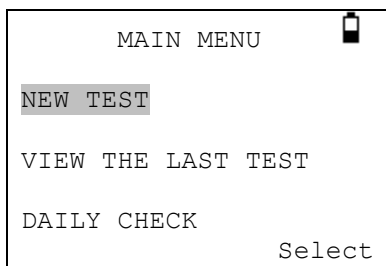 MAIN MENU
NEW TEST
VIEW THE LAST TEST
DAILY CHECK
Select